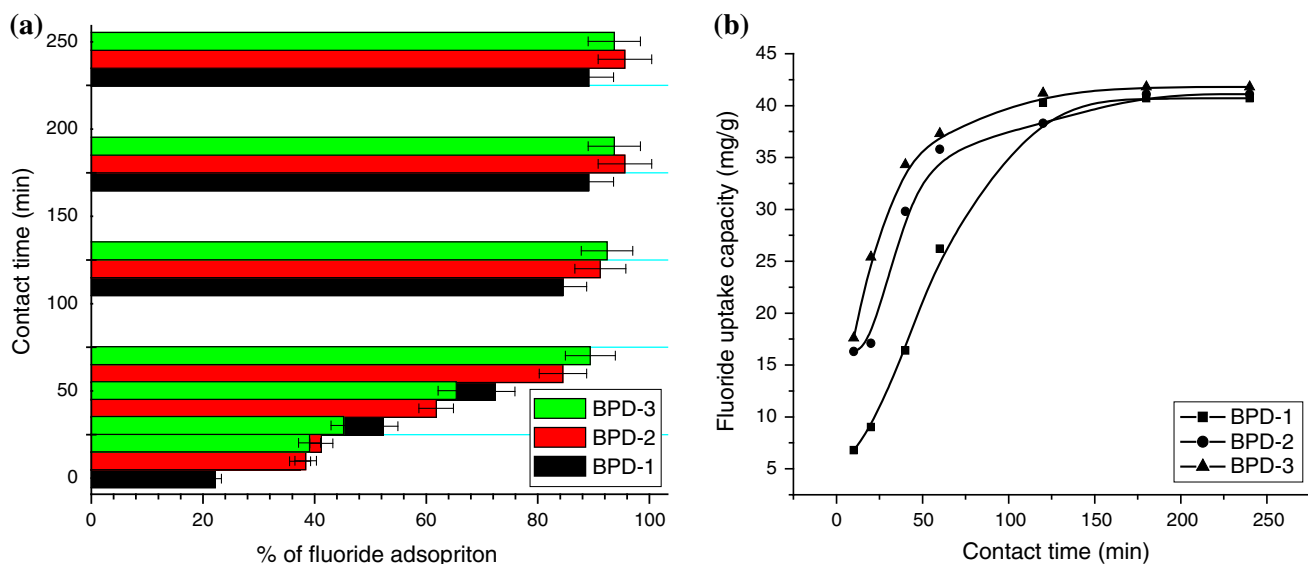 (a)
250
200
150
100
50
0
Contact time (min)
BPD-3
BPD-2
BPD-1
0 20 40 60 80 100
% of fluoride adsopriton
(b)
45
40
35
30
25
20
15
10
5
Fluoride uptake capacity (mg/g)
BPD-1
BPD-2
BPD-3
0 50 100 150 200 250
Contact time (min)